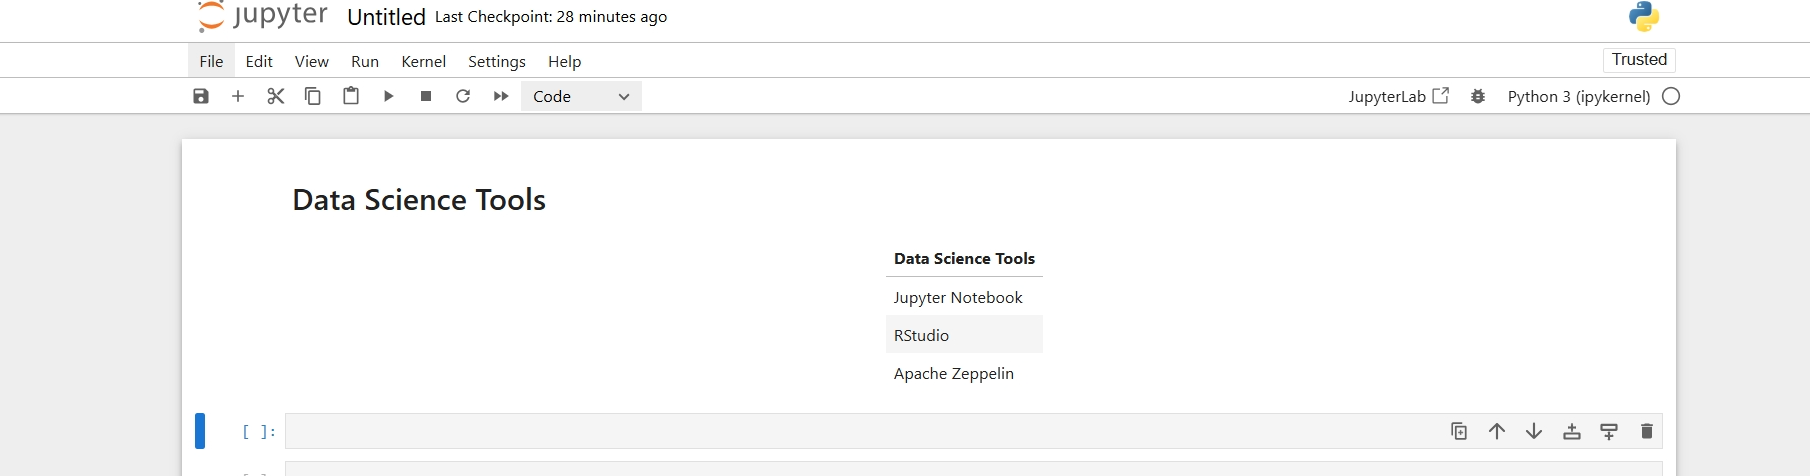 jupyter Untitled Last Checkpoint: 28 minutes ago
File Edit View Run Kernel Settings Help Trusted
Code JupyterLab Python 3 (ipykernel)
Data Science Tools
Data Science Tools
Jupyter Notebook
RStudio
Apache Zeppelin
[ ]: